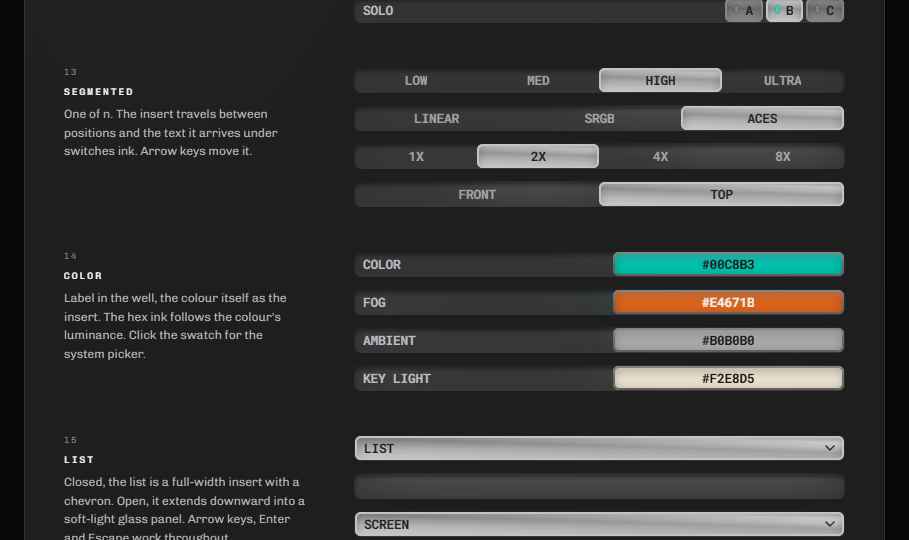 SOLO
A
B
C
13
SEGMENTED
One of n. The insert travels between
positions and the text it arrives under
switches ink. Arrow keys move it.
LOW
MED
HIGH
ULTRA
LINEAR
SRGB
ACES
1X
2X
4X
8X
FRONT
TOP
14
COLOR
Label in the well, the colour itself as the
insert. The hex ink follows the colour's
luminance. Click the swatch for the
system picker.
COLOR
#00C8B3
FOG
#E4671B
AMBIENT
#B0B0B0
KEY LIGHT
#F2E8D5
15
LIST
Closed, the list is a full-width insert with a
chevron. Open, it extends downward into a
soft-light glass panel. Arrow keys, Enter
and Escape work throughout.
LIST
SCREEN